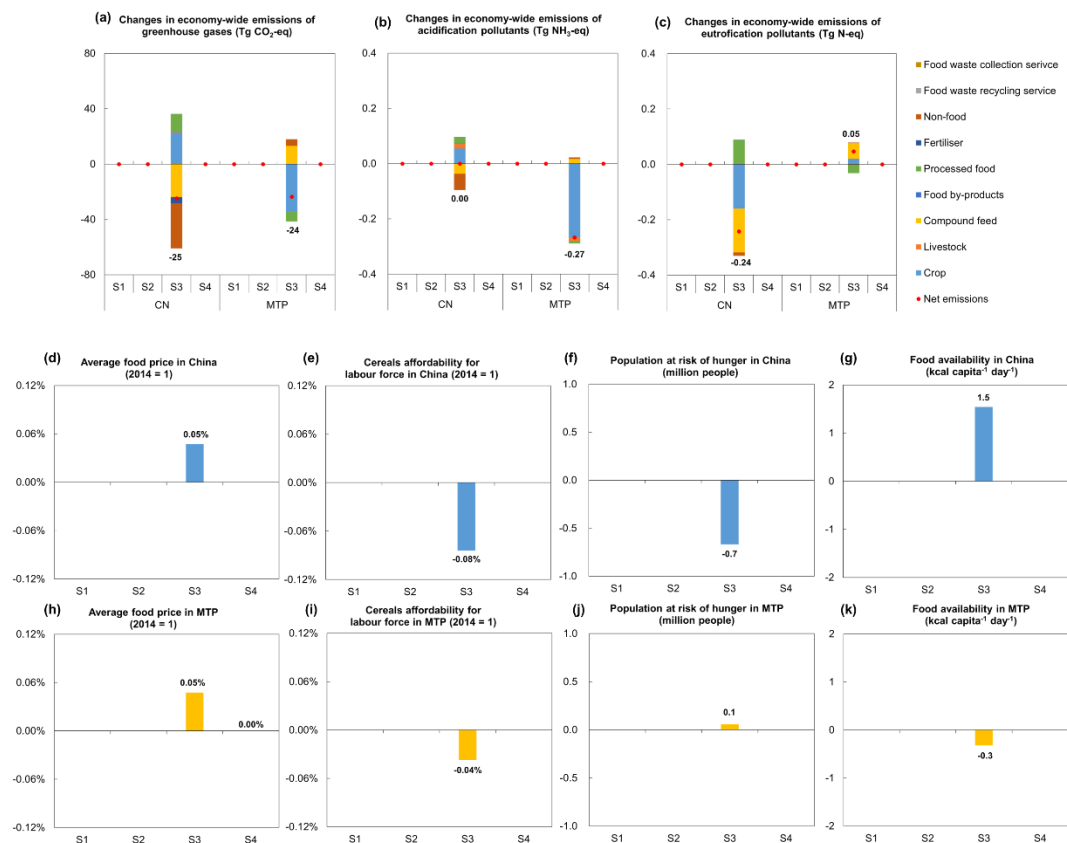 (a) Changes in economy-wide emissions of
greenhouse gases (Tg CO₂-eq)
80
40
0
-40
-80
-25
-24
S1 S2 S3 S4 S1 S2 S3 S4
CN MTP
(b) Changes in economy-wide emissions of
acidification pollutants (Tg NH₃-eq)
0.4
0.2
0.0
-0.2
-0.4
0.00
-0.27
S1 S2 S3 S4 S1 S2 S3 S4
CN MTP
(c) Changes in economy-wide emissions of
eutrofication pollutants (Tg N-eq)
0.4
0.2
0.0
-0.2
-0.4
0.05
-0.24
S1 S2 S3 S4 S1 S2 S3 S4
CN MTP
Food waste collection serivce
Food waste recycling service
Non-food
Fertiliser
Processed food
Food by-products
Compound feed
Livestock
Crop
Net emissions
(d) Average food price in China
(2014 = 1)
0.12%
0.06%
0.00%
-0.06%
-0.12%
0.05%
S1 S2 S3 S4
(e) Cereals affordability for
labour force in China (2014 = 1)
0.12%
0.06%
0.00%
-0.06%
-0.12%
-0.08%
S1 S2 S3 S4
(f) Population at risk of hunger in China
(million people)
1.0
0.5
0.0
-0.5
-1.0
-0.7
S1 S2 S3 S4
(g) Food availability in China
(kcal capita⁻¹ day⁻¹)
2
1
0
-1
-2
1.5
S1 S2 S3 S4
(h) Average food price in MTP
(2014 = 1)
0.12%
0.06%
0.00%
-0.06%
-0.12%
0.05%
0.00%
S1 S2 S3 S4
(i) Cereals affordability for
labour force in MTP (2014 = 1)
0.12%
0.06%
0.00%
-0.06%
-0.12%
-0.04%
S1 S2 S3 S4
(j) Population at risk of hunger in MTP
(million people)
1.0
0.5
0.0
-0.5
-1.0
0.1
S1 S2 S3 S4
(k) Food availability in MTP
(kcal capita⁻¹ day⁻¹)
2
1
0
-1
-2
-0.3
S1 S2 S3 S4